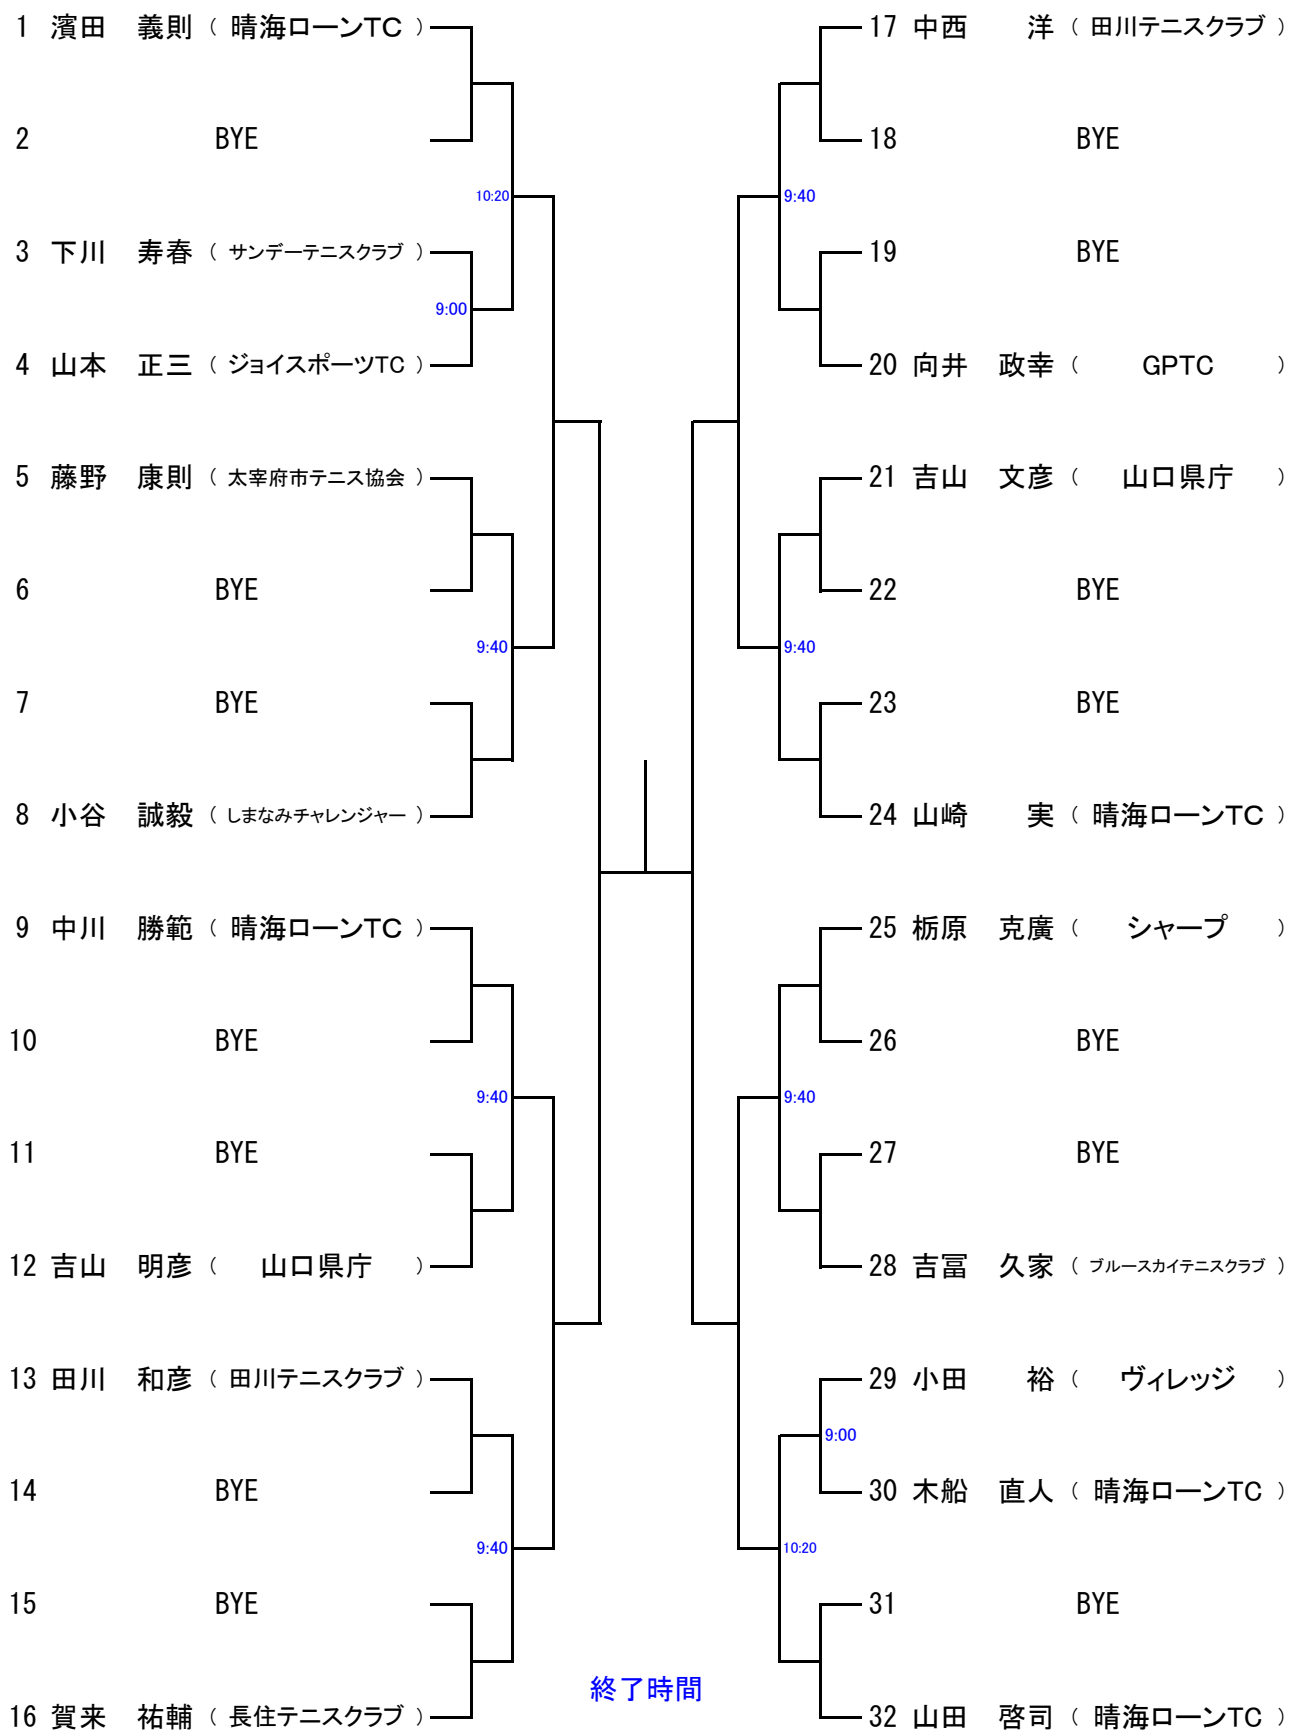 1 濱田 義則 ( 晴海ローンTC )
2 BYE
10:20
3 下川 寿春 ( サンデーテニスクラブ )
9:00
4 山本 正三 ( ジョイスポーツTC )
5 藤野 康則 ( 太宰府市テニス協会 )
6 BYE
9:40
7 BYE
8 小谷 誠毅 ( しまなみチャレンジャー )
9 中川 勝範 ( 晴海ローンTC )
10 BYE
9:40
11 BYE
12 吉山 明彦 ( 山口県庁 )
13 田川 和彦 ( 田川テニスクラブ )
14 BYE
9:40
15 BYE
16 賀来 祐輔 ( 長住テニスクラブ )
17 中西 洋 ( 田川テニスクラブ )
18 BYE
9:40
19 BYE
20 向井 政幸 ( GPTC )
21 吉山 文彦 ( 山口県庁 )
22 BYE
9:40
23 BYE
24 山崎 実 ( 晴海ローンTC )
25 栃原 克廣 ( シャープ )
26 BYE
9:40
27 BYE
28 吉冨 久家 ( ブルースカイテニスクラブ )
29 小田 裕 ( ヴィレッジ )
9:00
30 木船 直人 ( 晴海ローンTC )
10:20
31 BYE
32 山田 啓司 ( 晴海ローンTC )
終了時間